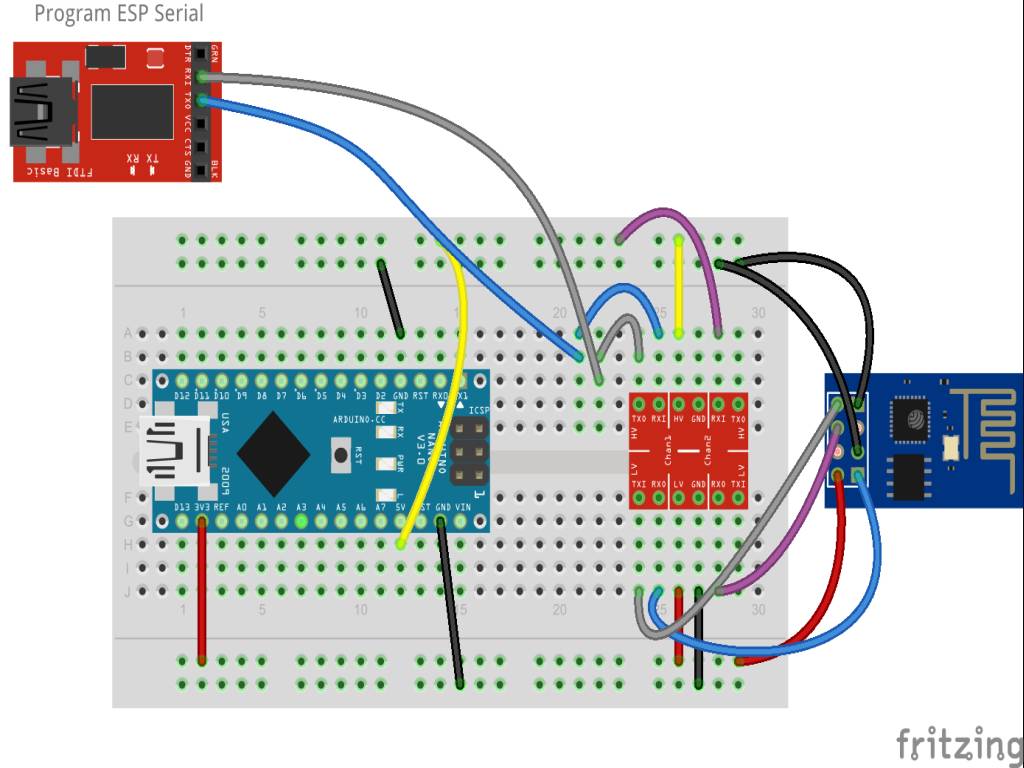 Program ESP Serial
GRN
DTR RXI TXO VCC CTS GND
BLK
TX
RX
FTDI Basic
1 5 10 20 25 30
A
B
C
D
E
D12 D11 D10 D9 D8 D7 D6 D5 D4 D3 D2 GND RST RX0 TX1
TX
RX
PWR
L
ARDUINO.CC
RST
ICSP
ARDUINO
NANO
V3.0
USA
2009
1
D13 3V3 REF A0 A1 A2 A3 A4 A5 A6 A7 5V RST GND VIN
TXO RXI HV GND RXI TXO
HV Chan1 Chan2 HV
LV LV
TXI RXO LV GND RXO TXI
F
G
H
I
J
1 5 10 15 20 25 30
fritzing